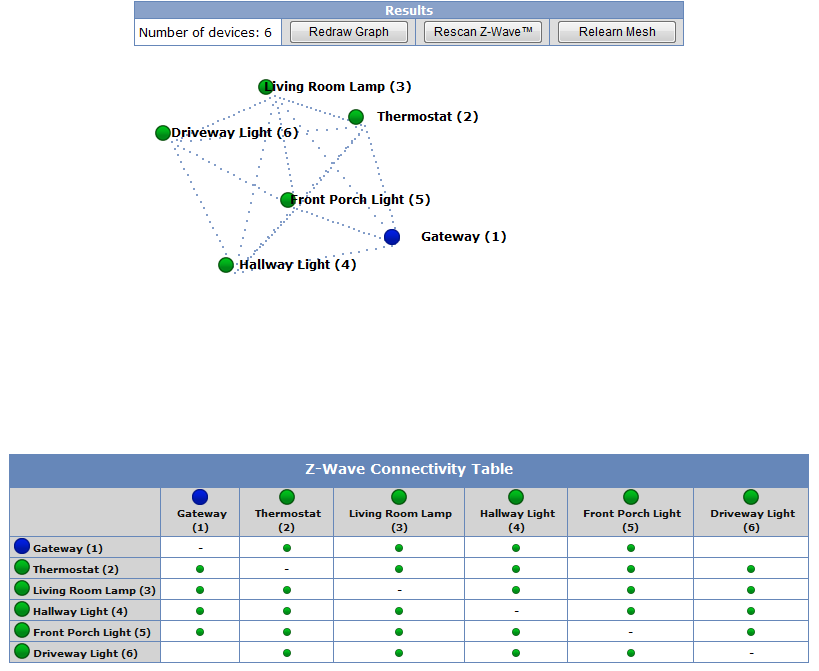 Results
Number of devices: 6 Redraw Graph Rescan Z-Wave™ Relearn Mesh
Living Room Lamp (3)
Thermostat (2)
Driveway Light (6)
Front Porch Light (5)
Gateway (1)
Hallway Light (4)
Z-Wave Connectivity Table
Gateway Thermostat Living Room Lamp Hallway Light Front Porch Light Driveway Light
(1) (2) (3) (4) (5) (6)
Gateway (1) -
Thermostat (2) -
Living Room Lamp (3) -
Hallway Light (4) -
Front Porch Light (5) -
Driveway Light (6) -